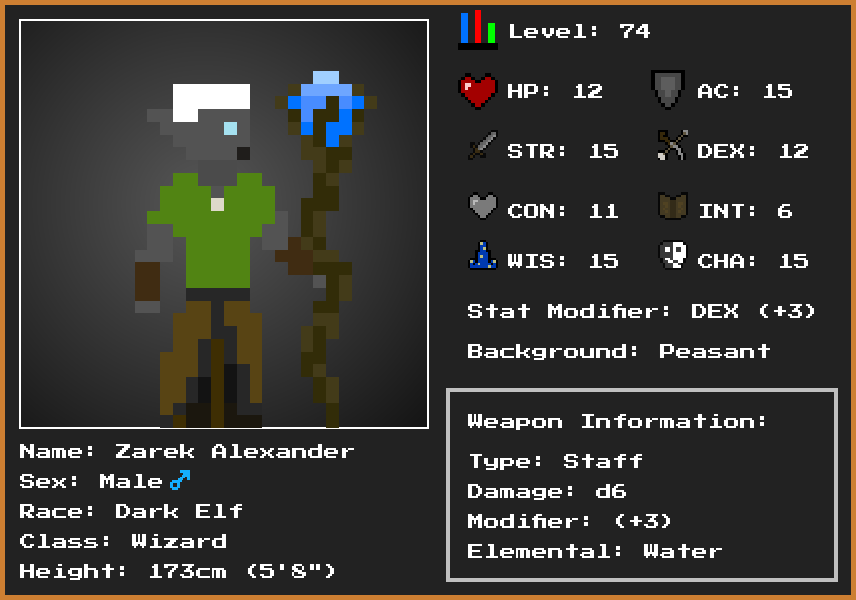 Level: 74
HP: 12
AC: 15
STR: 15
DEX: 12
CON: 11
INT: 6
WIS: 15
CHA: 15
Stat Modifier: DEX (+3)
Background: Peasant
Weapon Information:
Type: Staff
Damage: d6
Modifier: (+3)
Elemental: Water
Name: Zarek Alexander
Sex: Male♂
Race: Dark Elf
Class: Wizard
Height: 173cm (5'8")